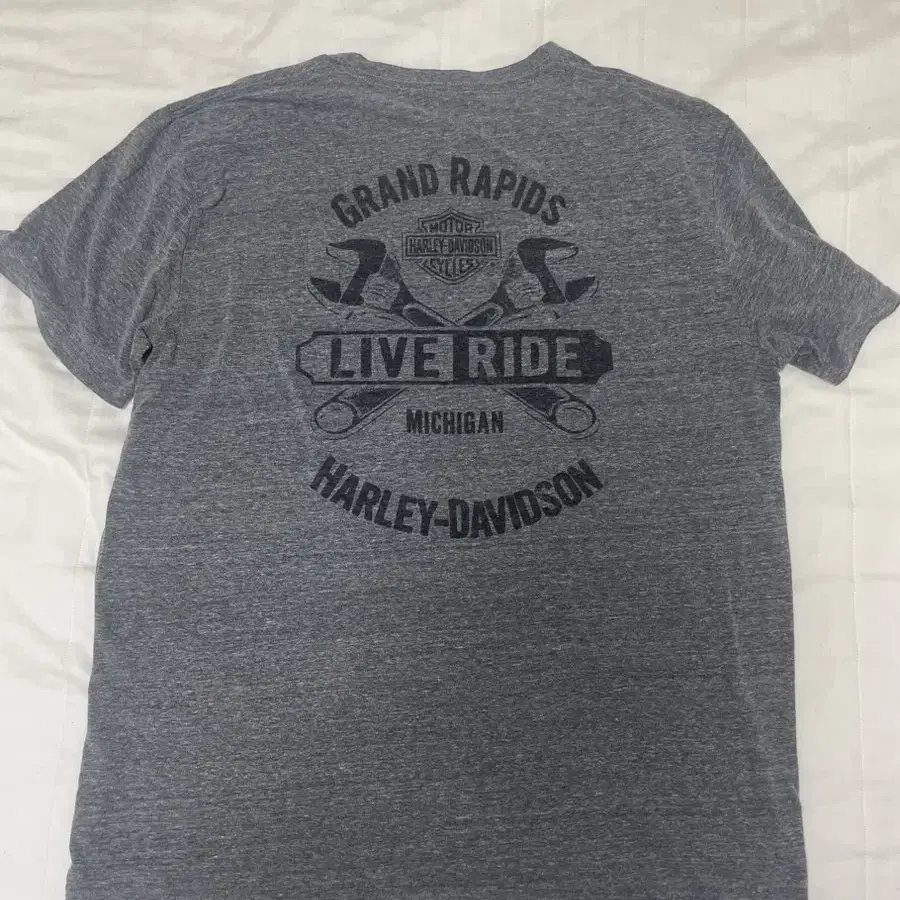 GRAND RAPIDS
MOTOR
HARLEY-DAVIDSON
CYCLES
LIVE RIDE
MICHIGAN
HARLEY-DAVIDSON